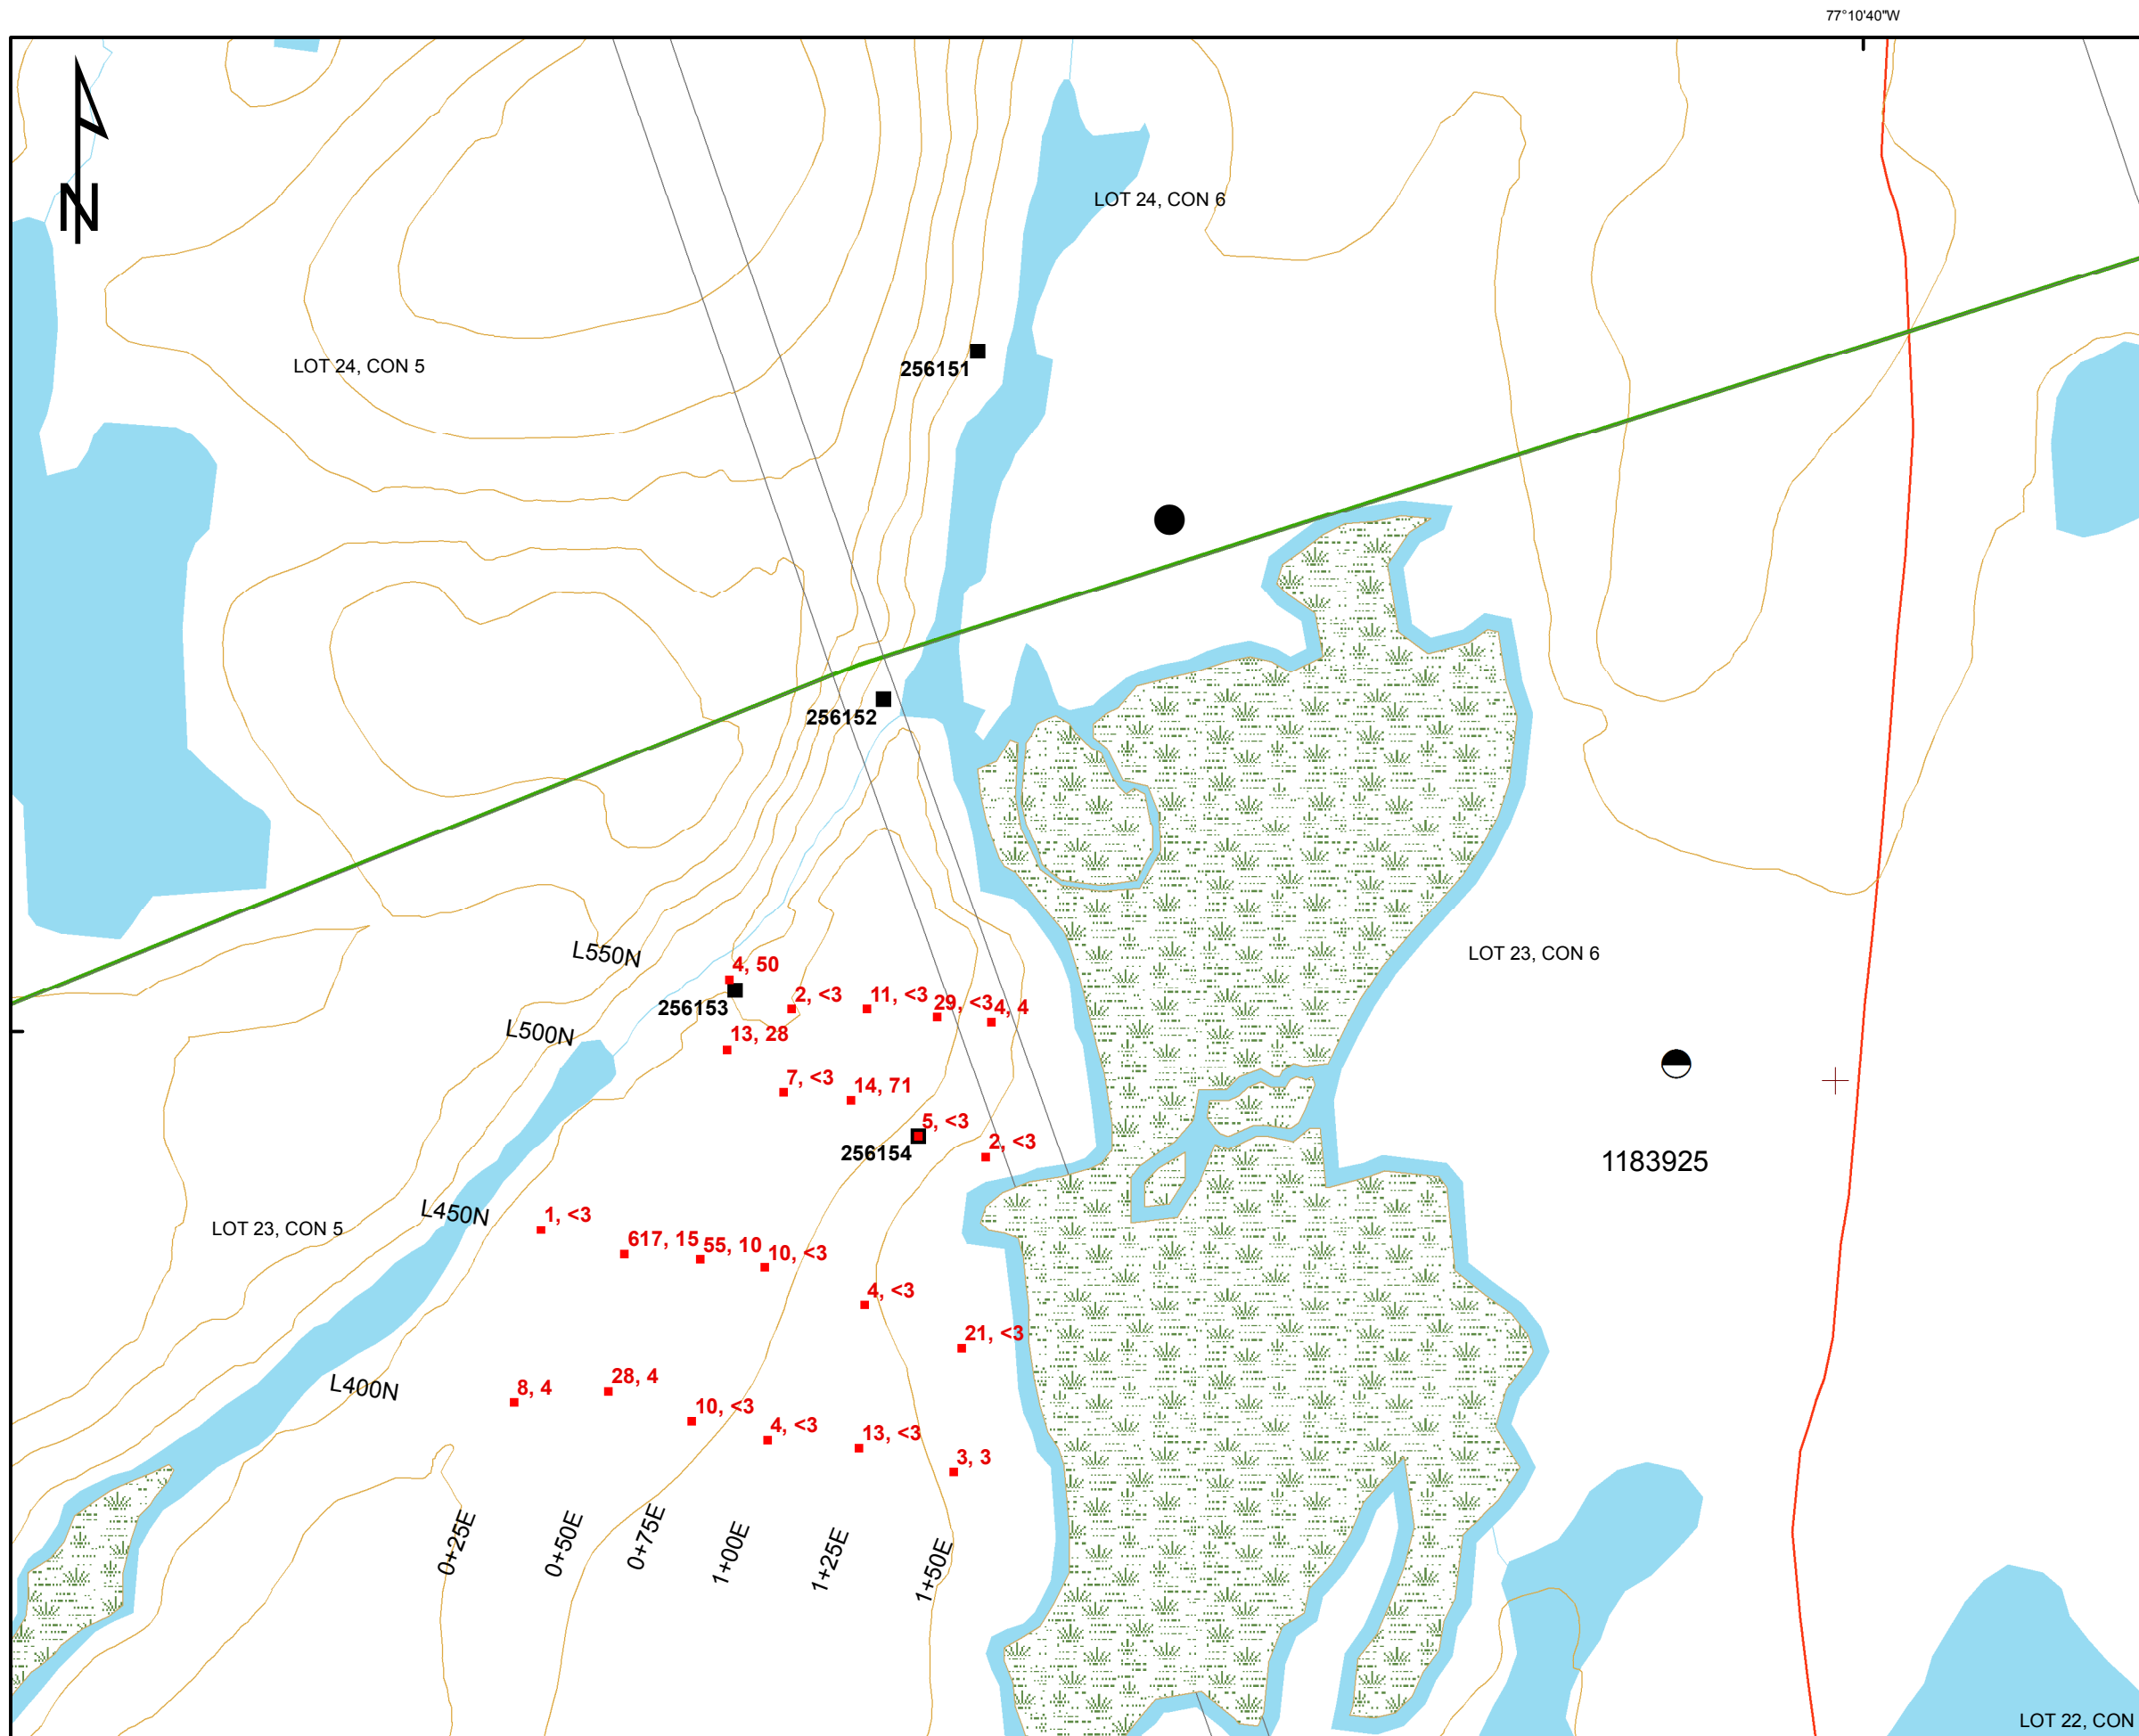 77°10'40"W
N
LOT 24, CON 6
LOT 24, CON 5
256151
256152
L550N
LOT 23, CON 6
4, 50
2, <3
11, <3
29, <3
4, 4
256153
L500N
13, 28
7, <3
14, 71
5, <3
256154
2, <3
1183925
L450N
LOT 23, CON 5
1, <3
617, 15
55, 10
10, <3
4, <3
21, <3
L400N
8, 4
28, 4
10, <3
4, <3
13, <3
3, 3
0+25E
0+50E
0+75E
1+00E
1+25E
1+50E
LOT 22, CON